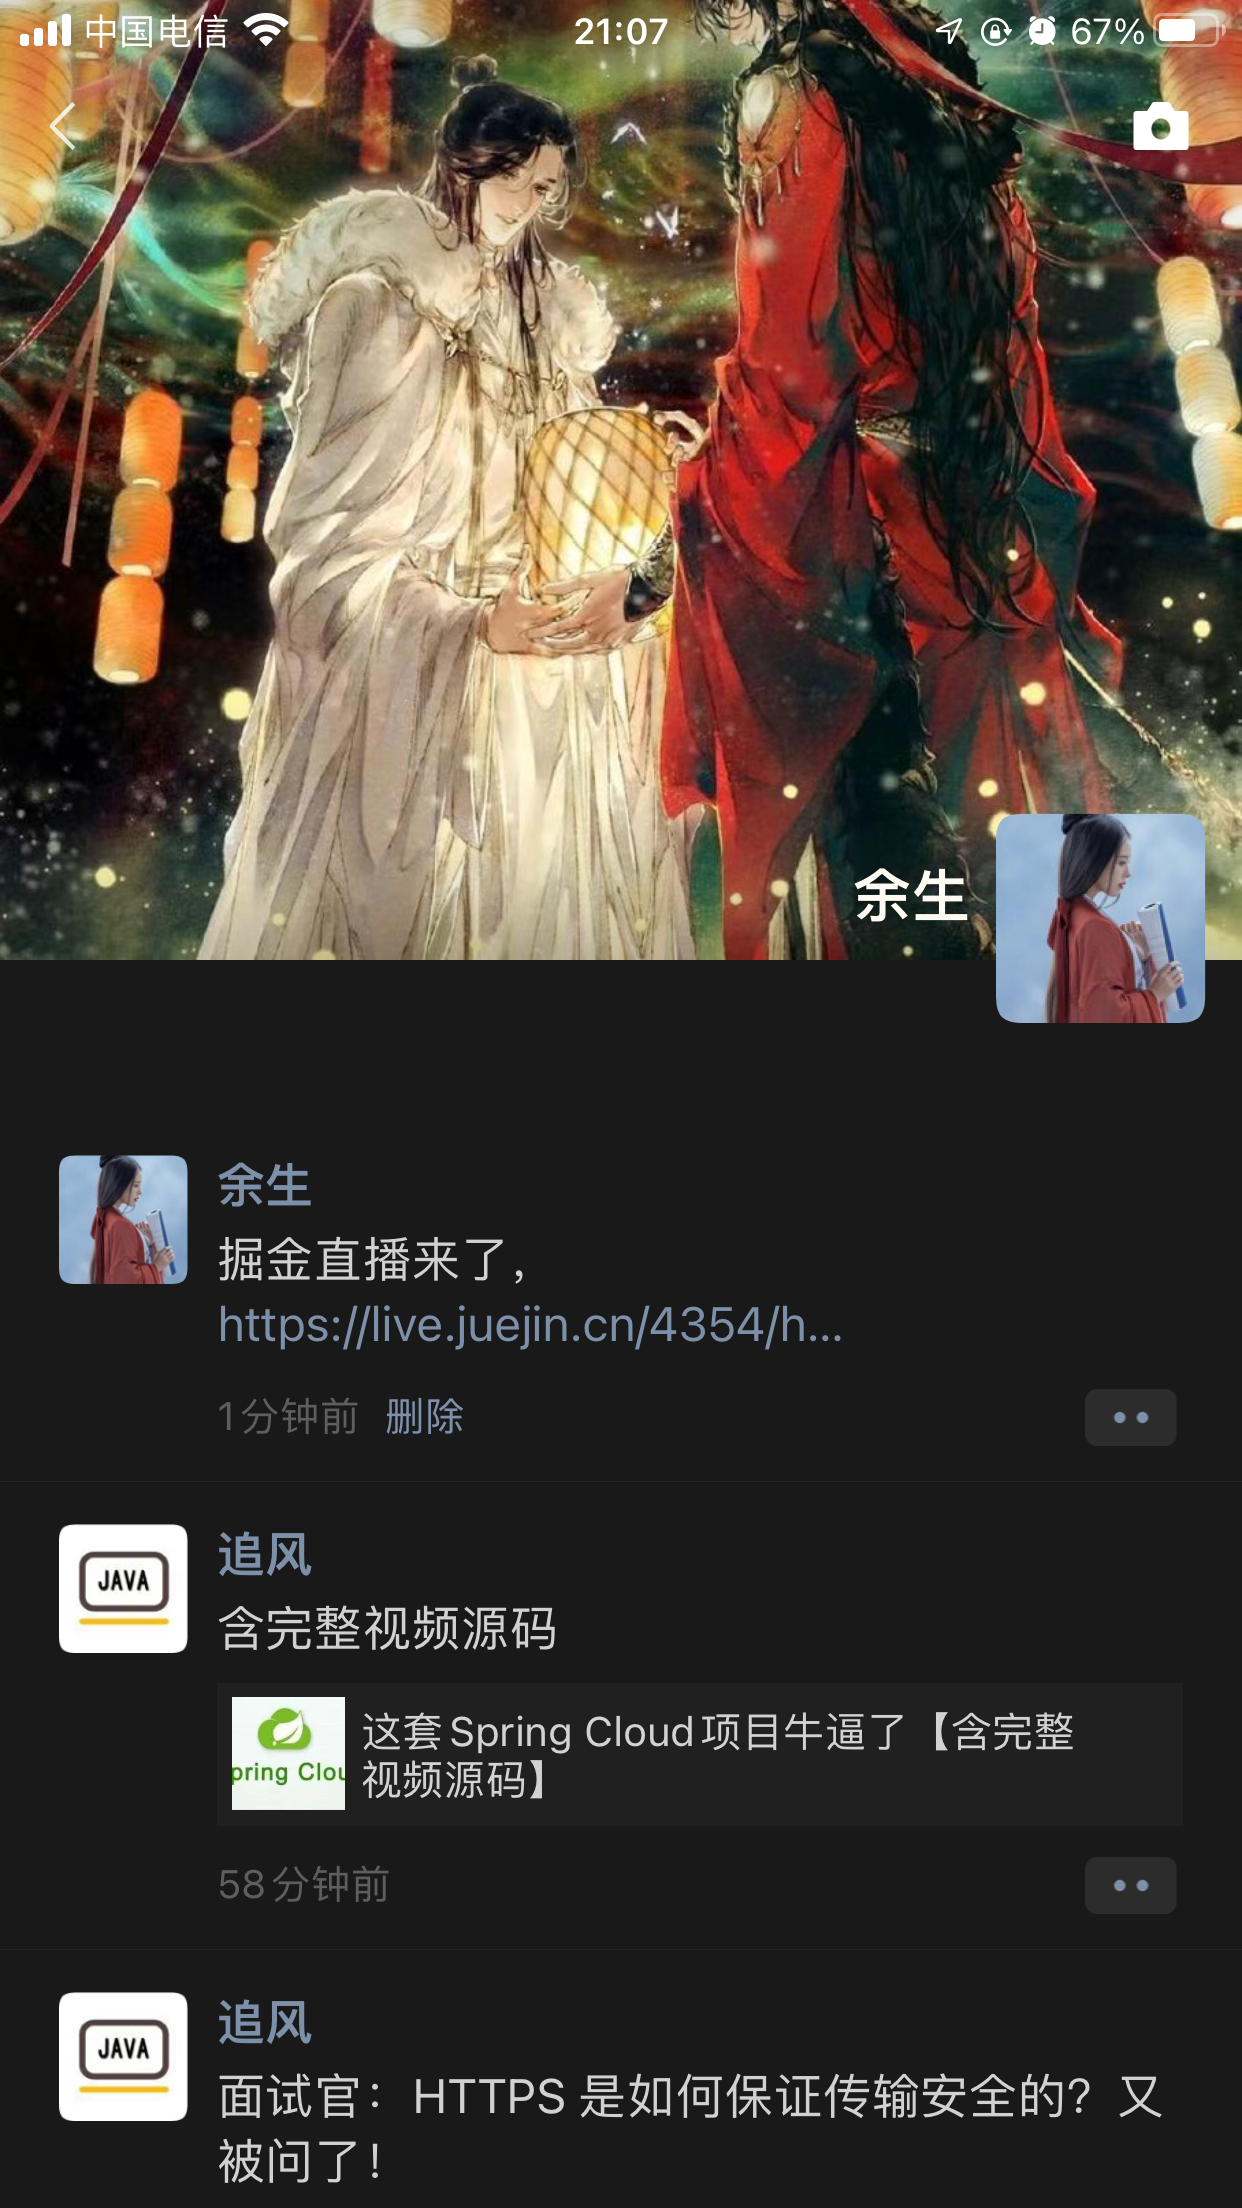 中国电信
21:07
67%
余生
余生
掘金直播来了，
https://live.juejin.cn/4354/h...
1分钟前 删除
JAVA
追风
含完整视频源码
pring Clou
这套Spring Cloud项目牛逼了【含完整
视频源码】
58分钟前
JAVA
追风
面试官：HTTPS 是如何保证传输安全的？又
被问了！